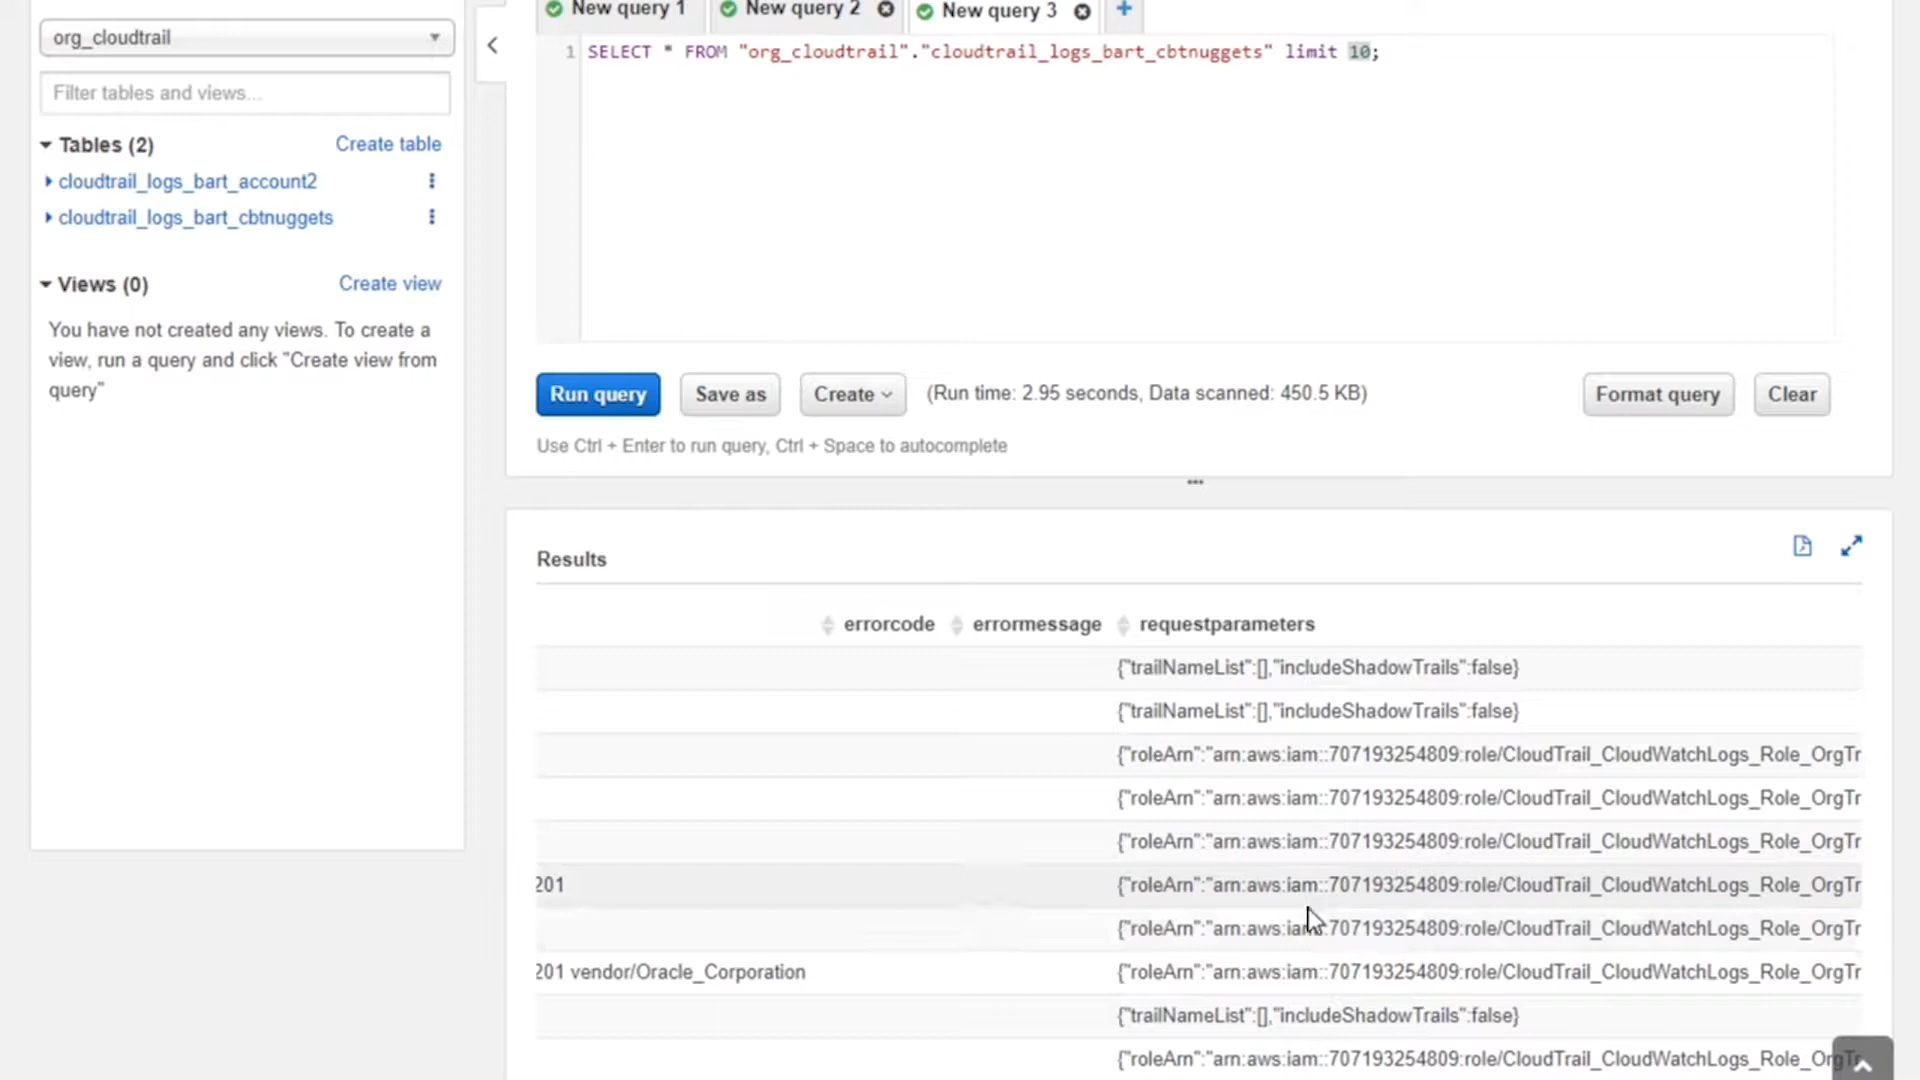 org_cloudtrail
Filter tables and views...
Tables (2)
Create table
cloudtrail_logs_bart_account2
cloudtrail_logs_bart_cbtnuggets
Views (0)
Create view
You have not created any views. To create a
view, run a query and click "Create view from
query"
New query 1
New query 2
New query 3
1 SELECT * FROM "org_cloudtrail"."cloudtrail_logs_bart_cbtnuggets" limit 10;
Run query
Save as
Create
(Run time: 2.95 seconds, Data scanned: 450.5 KB)
Format query
Clear
Use Ctrl + Enter to run query, Ctrl + Space to autocomplete
Results
errorcode errormessage requestparameters
{"trailNameList":[],"includeShadowTrails":false}
{"trailNameList":[],"includeShadowTrails":false}
{"roleArn":"arn:aws:iam::707193254809:role/CloudTrail_CloudWatchLogs_Role_OrgTr
{"roleArn":"arn:aws:iam::707193254809:role/CloudTrail_CloudWatchLogs_Role_OrgTr
{"roleArn":"arn:aws:iam::707193254809:role/CloudTrail_CloudWatchLogs_Role_OrgTr
201 {"roleArn":"arn:aws:iam::707193254809:role/CloudTrail_CloudWatchLogs_Role_OrgTr
{"roleArn":"arn:aws:iam::707193254809:role/CloudTrail_CloudWatchLogs_Role_OrgTr
201 vendor/Oracle_Corporation {"roleArn":"arn:aws:iam::707193254809:role/CloudTrail_CloudWatchLogs_Role_OrgTr
{"trailNameList":[],"includeShadowTrails":false}
{"roleArn":"arn:aws:iam::707193254809:role/CloudTrail_CloudWatchLogs_Role_OrgTr